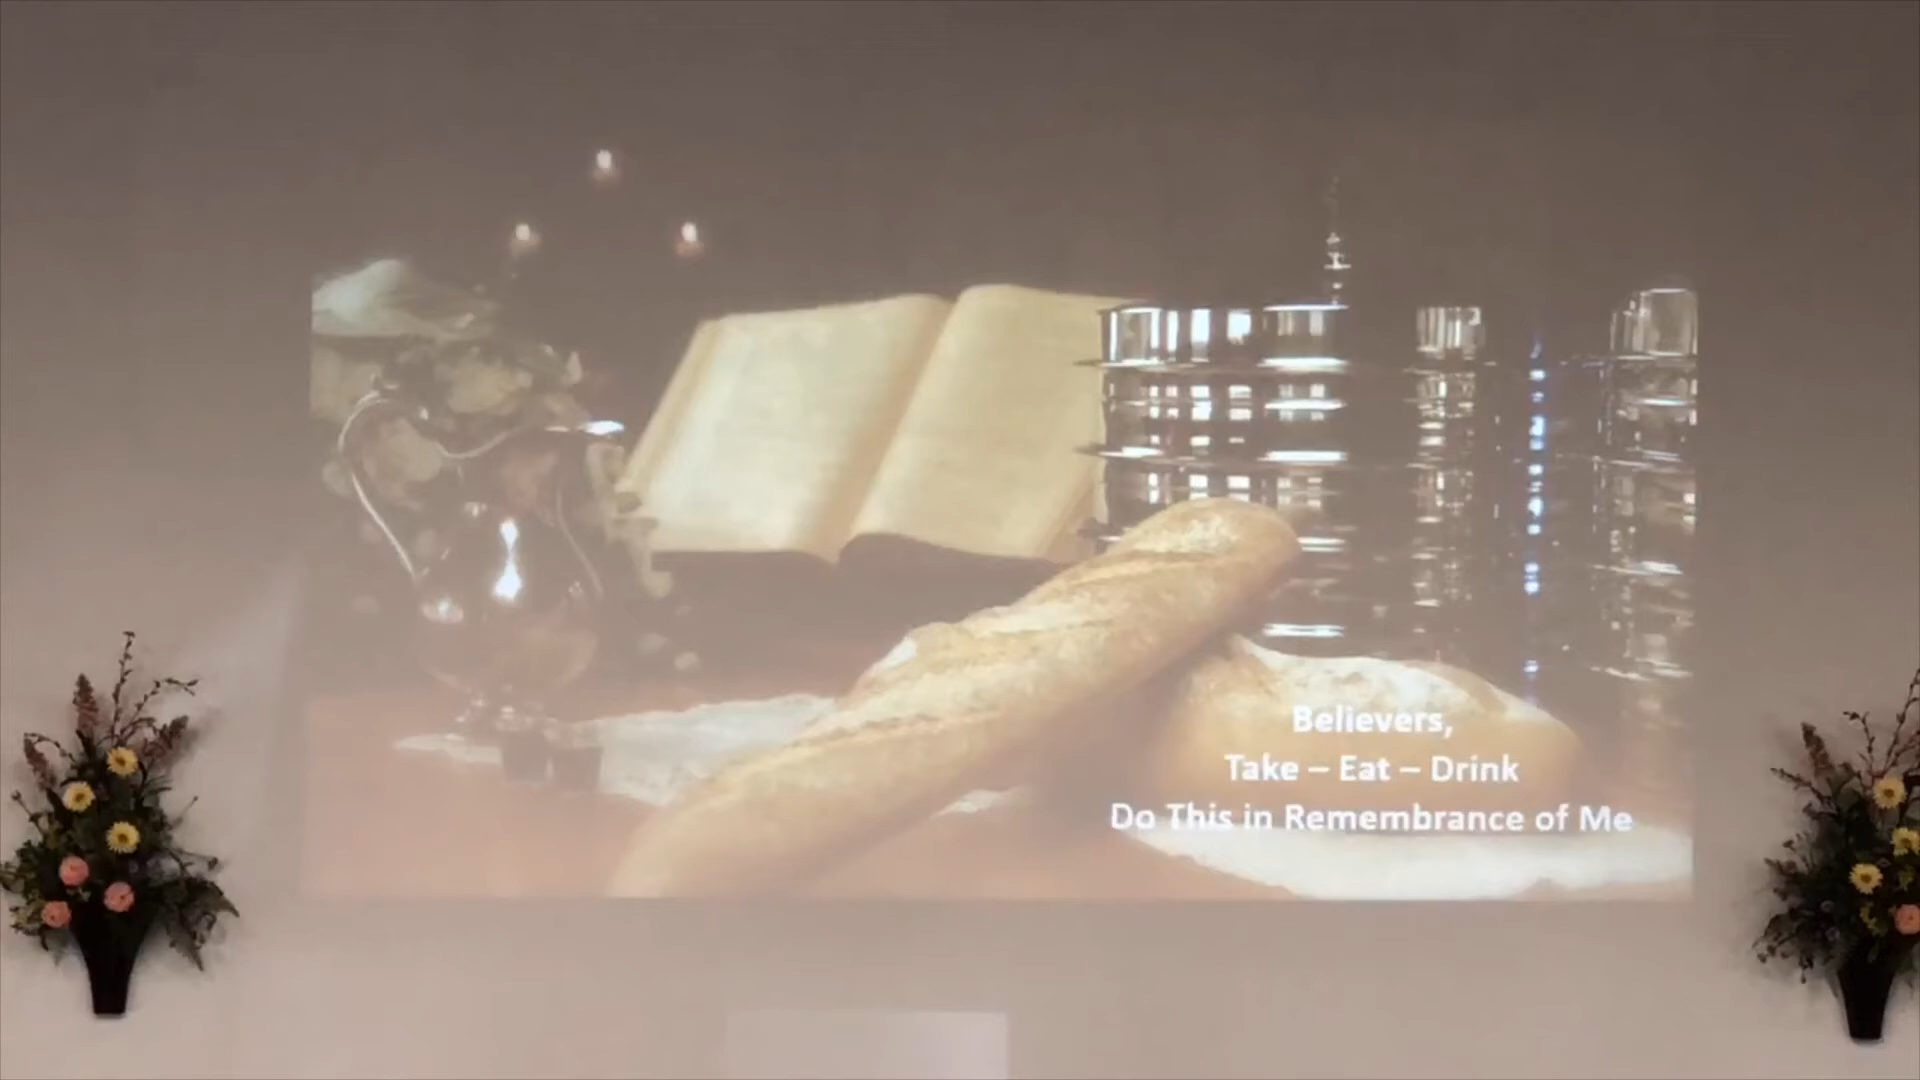 Believers,
Take – Eat – Drink
Do This in Remembrance of Me